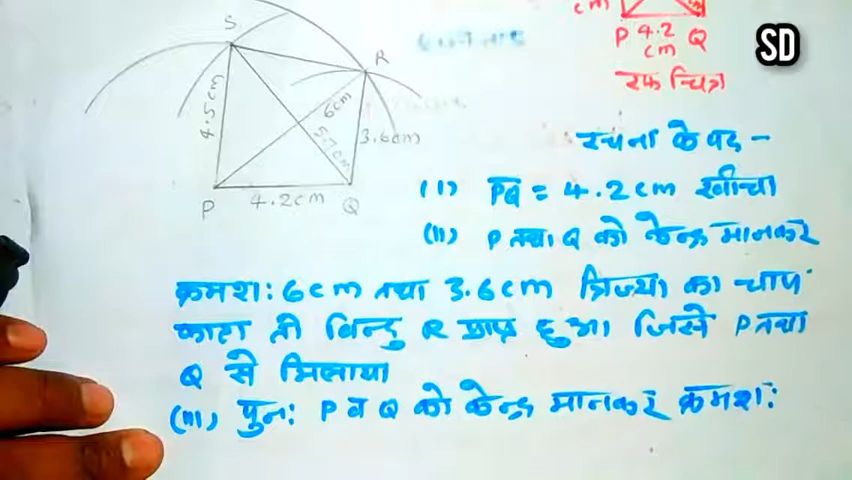 SD
cm
P 4.2 Q
cm
रफ चित्र
S
R
4.5cm
6cm
5.7cm
3.6cm
P 4.2cm Q
रचना के पद -
(i) PQ = 4.2cm खींचा
(ii) P तथा Q को केन्द्र मानकर
क्रमश: 6cm तथा 3.6cm त्रिज्या का चाप
काटा तो बिन्दु R प्राप्त हुआ जिसे P तथा
Q से मिलाया
(iii) पुन: P व Q को केन्द्र मानकर क्रमश: